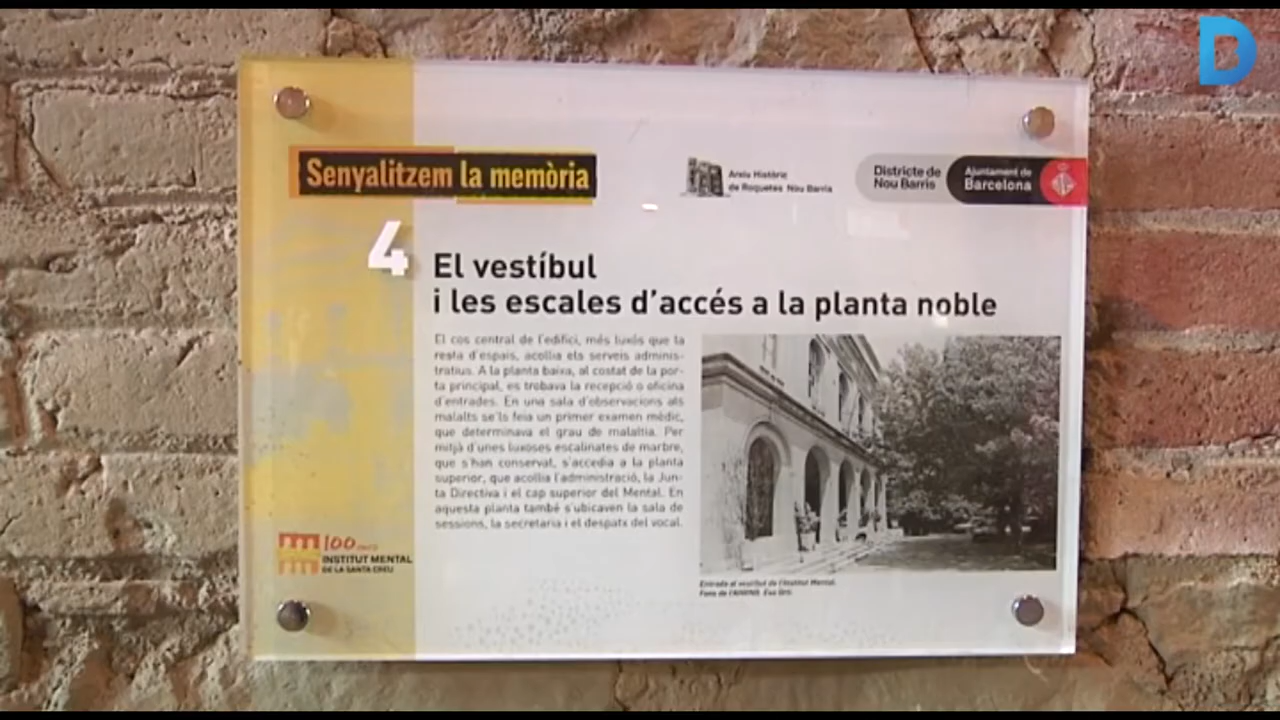 D
Senyalitzem la memòria
Arxiu Històric
de Roquetes Nou Barris
Districte de
Nou Barris
Ajuntament de
Barcelona
4
El vestíbul
i les escales d'accés a la planta noble
El cos central de l'edifici, més luxós que la
resta d'espais, acollia els serveis adminis-
tratius. A la planta baixa, al costat de la por-
ta principal, es trobava la recepció o oficina
d'entrades. En una sala d'observacions als
malalts se'ls feia un primer examen mèdic,
que determinava el grau de malaltia. Per
mitjà d'unes luxoses escalinates de marbre,
que s'han conservat, s'accedia a la planta
superior, que acollia l'administració, la Jun-
ta Directiva i el cap superior del Mental. En
aquesta planta també s'ubicaven la sala de
sessions, la secretaria i el despatx del vocal.
100 anys
INSTITUT MENTAL
DE LA SANTA CREU
Entrada al vestíbul de l'Institut Mental.
Fons de l'AHRNB.